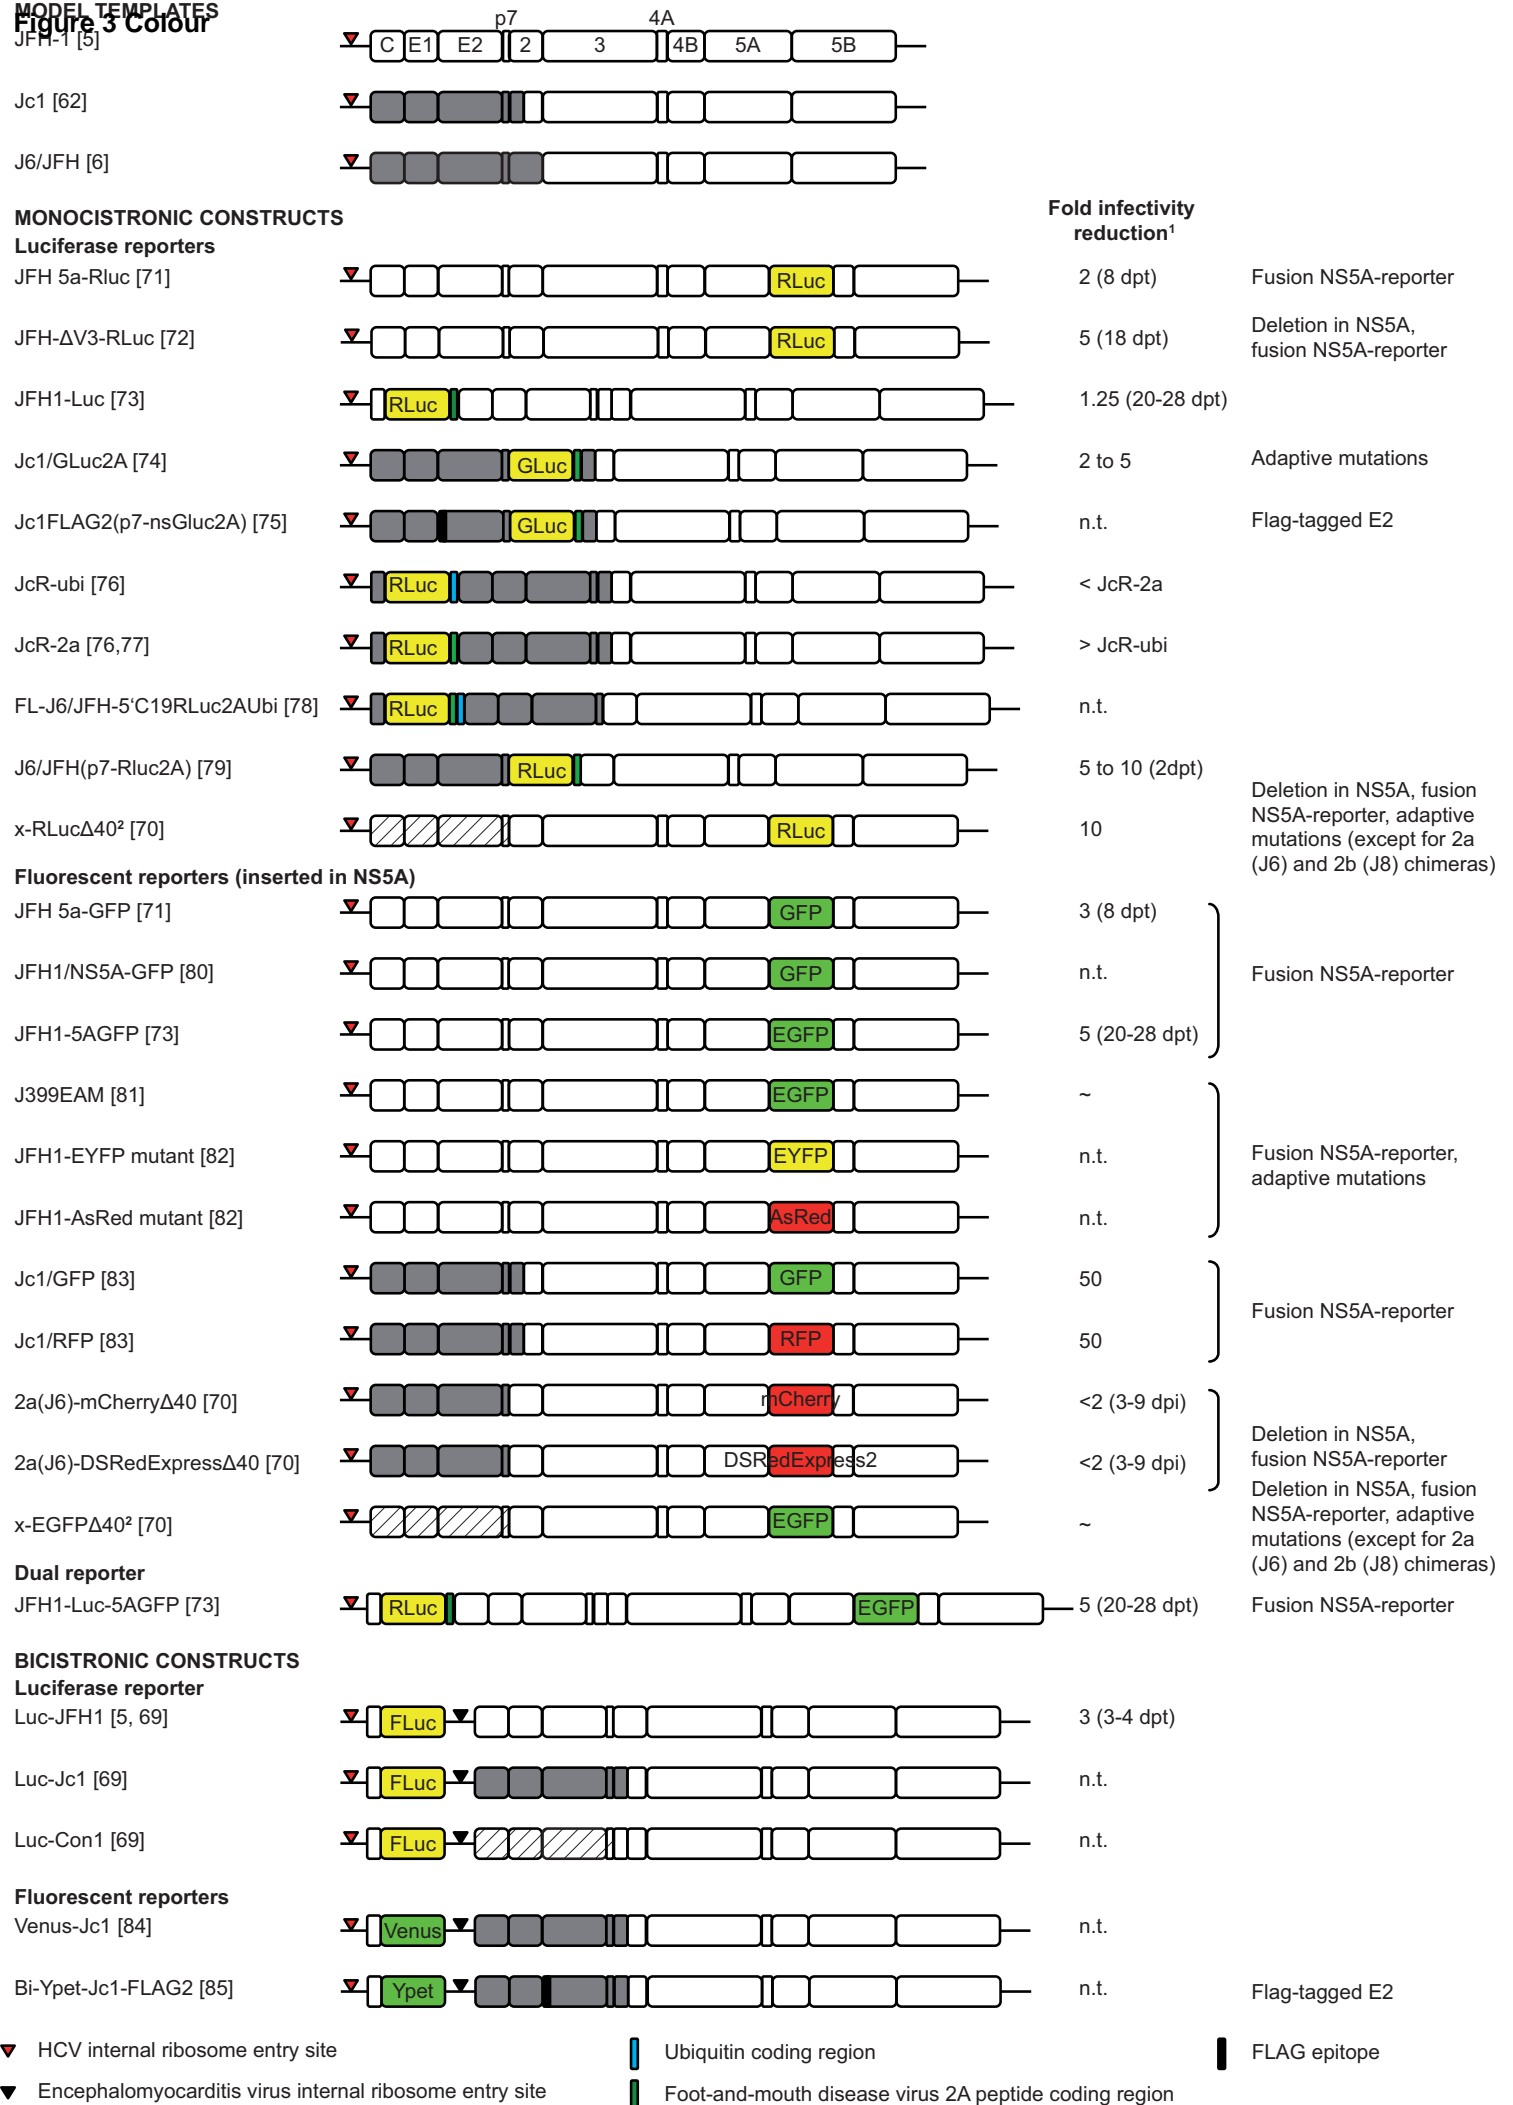 MODEL TEMPLATES
Figure 3 Colour
p7 4A
JFH-1 [5] C E1 E2 2 3 4B 5A 5B
Jc1 [62]
J6/JFH [6]
MONOCISTRONIC CONSTRUCTS
Fold infectivity
reduction¹
Luciferase reporters
JFH 5a-Rluc [71] RLuc 2 (8 dpt) Fusion NS5A-reporter
JFH-ΔV3-RLuc [72] RLuc 5 (18 dpt) Deletion in NS5A,
fusion NS5A-reporter
JFH1-Luc [73] RLuc 1.25 (20-28 dpt)
Jc1/GLuc2A [74] GLuc 2 to 5 Adaptive mutations
Jc1FLAG2(p7-nsGluc2A) [75] GLuc n.t. Flag-tagged E2
JcR-ubi [76] RLuc < JcR-2a
JcR-2a [76,77] RLuc > JcR-ubi
FL-J6/JFH-5‘C19RLuc2AUbi [78] RLuc n.t.
J6/JFH(p7-Rluc2A) [79] RLuc 5 to 10 (2dpt)
x-RLucΔ40² [70] RLuc 10 Deletion in NS5A, fusion
NS5A-reporter, adaptive
mutations (except for 2a
(J6) and 2b (J8) chimeras)
Fluorescent reporters (inserted in NS5A)
JFH 5a-GFP [71] GFP 3 (8 dpt)
JFH1/NS5A-GFP [80] GFP n.t. Fusion NS5A-reporter
JFH1-5AGFP [73] EGFP 5 (20-28 dpt)
J399EAM [81] EGFP ~
JFH1-EYFP mutant [82] EYFP n.t. Fusion NS5A-reporter,
adaptive mutations
JFH1-AsRed mutant [82] AsRed n.t.
Jc1/GFP [83] GFP 50
Fusion NS5A-reporter
Jc1/RFP [83] RFP 50
2a(J6)-mCherryΔ40 [70] mCherry <2 (3-9 dpi)
Deletion in NS5A,
2a(J6)-DSRedExpressΔ40 [70] DSRedExpress2 <2 (3-9 dpi) fusion NS5A-reporter
x-EGFPΔ40² [70] EGFP ~ Deletion in NS5A, fusion
NS5A-reporter, adaptive
mutations (except for 2a
(J6) and 2b (J8) chimeras)
Dual reporter
JFH1-Luc-5AGFP [73] RLuc EGFP 5 (20-28 dpt) Fusion NS5A-reporter
BICISTRONIC CONSTRUCTS
Luciferase reporter
Luc-JFH1 [5, 69] FLuc 3 (3-4 dpt)
Luc-Jc1 [69] FLuc n.t.
Luc-Con1 [69] FLuc n.t.
Fluorescent reporters
Venus-Jc1 [84] Venus n.t.
Bi-Ypet-Jc1-FLAG2 [85] Ypet n.t. Flag-tagged E2
HCV internal ribosome entry site Ubiquitin coding region FLAG epitope
Encephalomyocarditis virus internal ribosome entry site Foot-and-mouth disease virus 2A peptide coding region